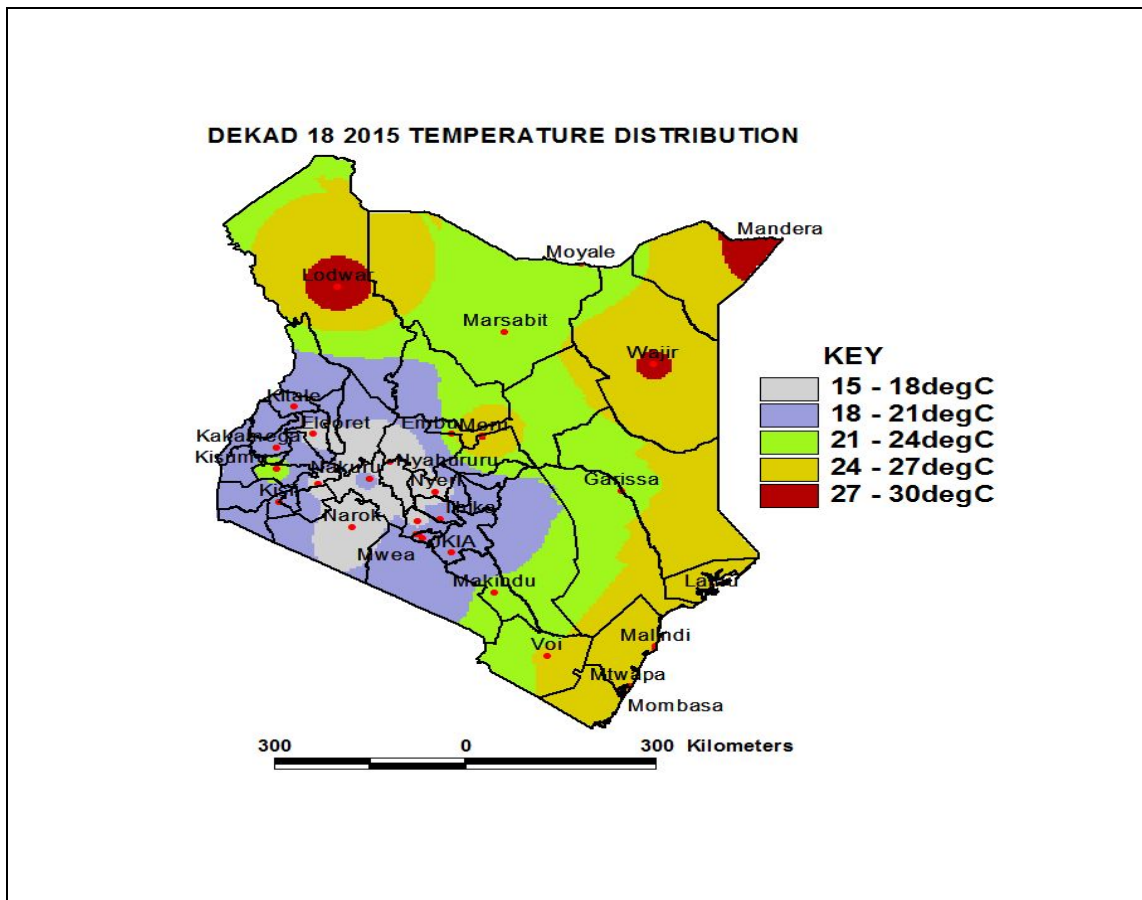 DEKAD 18 2015 TEMPERATURE DISTRIBUTION
Mandera
Moyale
Lodwar
Marsabit
Wajir
KEY
15 - 18degC
18 - 21degC
21 - 24degC
24 - 27degC
27 - 30degC
Kitale
Eldoret
Embu
Meru
Kakamega
Kisumu
Nyahururu
Nakuru
Nyeri
Garissa
Kisii
Narok
Thika
JKIA
Mwea
Makindu
Lamu
Voi
Malindi
Mtwapa
Mombasa
300 0 300 Kilometers